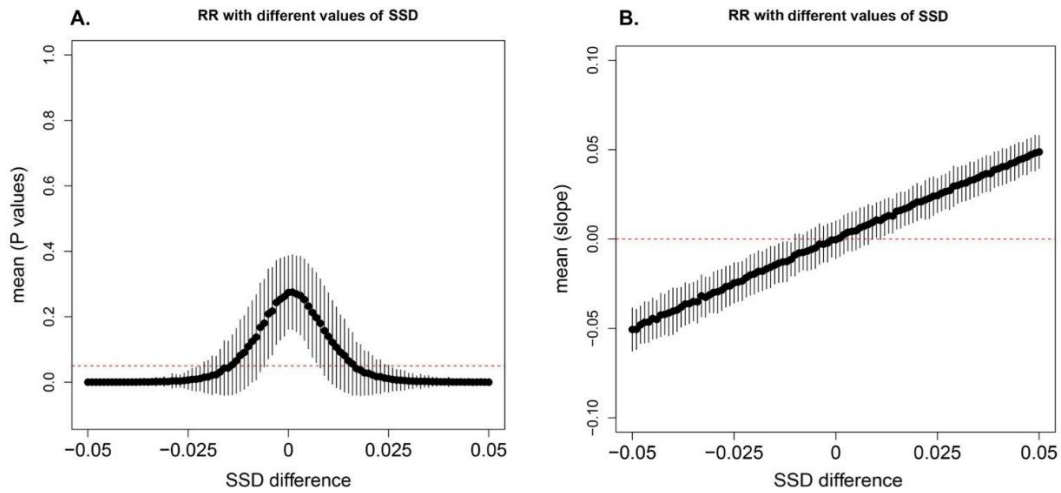 A.
RR with different values of SSD
mean (P values)
1.0
0.8
0.6
0.4
0.2
0.0
−0.05 −0.025 0 0.025 0.05
SSD difference
B.
RR with different values of SSD
mean (slope)
0.10
0.05
0.00
−0.05
−0.10
−0.05 −0.025 0 0.025 0.05
SSD difference